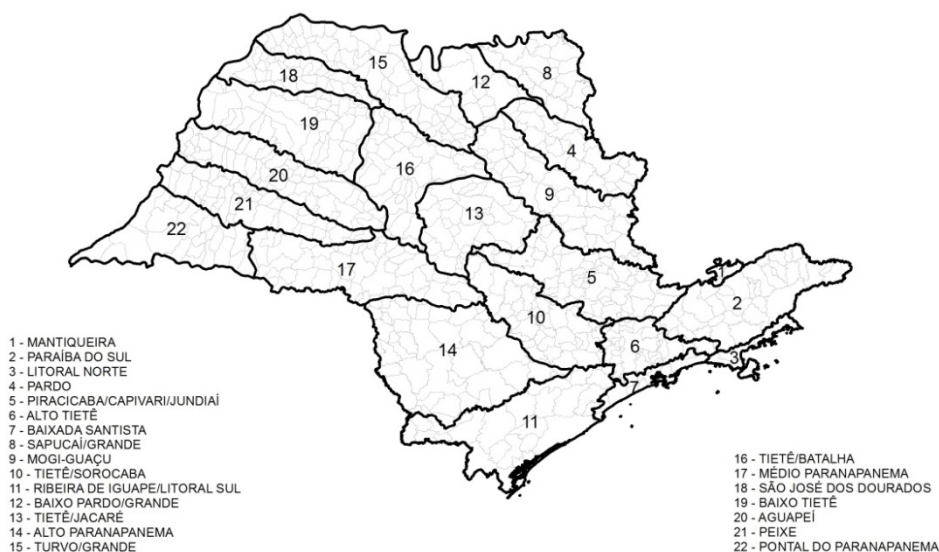 15
8
12
18
19
4
16
20
9
21
13
22
17
5
1
2
10
6
14
3
7
11
1 - MANTIQUEIRA
2 - PARAÍBA DO SUL
3 - LITORAL NORTE
4 - PARDO
5 - PIRACICABA/CAPIVARI/JUNDIAÍ
6 - ALTO TIETÊ
7 - BAIXADA SANTISTA
8 - SAPUCAÍ/GRANDE
9 - MOGI-GUAÇU
10 - TIETÊ/SOROCABA
11 - RIBEIRA DE IGUAPE/LITORAL SUL
12 - BAIXO PARDO/GRANDE
13 - TIETÊ/JACARÉ
14 - ALTO PARANAPANEMA
15 - TURVO/GRANDE
16 - TIETÊ/BATALHA
17 - MÉDIO PARANAPANEMA
18 - SÃO JOSÉ DOS DOURADOS
19 - BAIXO TIETÊ
20 - AGUAPEÍ
21 - PEIXE
22 - PONTAL DO PARANAPANEMA